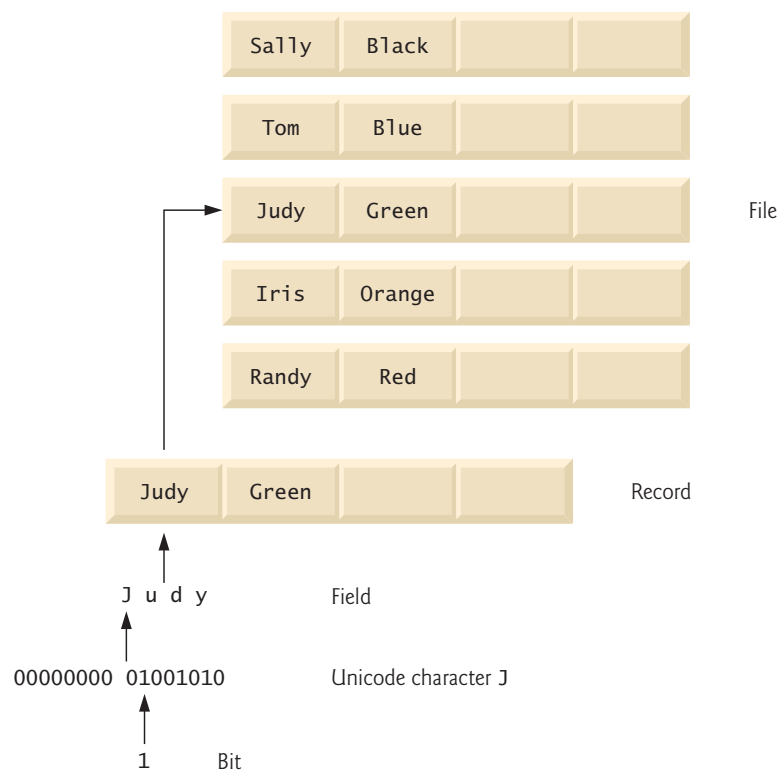 Sally Black
Tom Blue
Judy Green File
Iris Orange
Randy Red
Judy Green Record
J u d y Field
00000000 01001010 Unicode character J
1 Bit